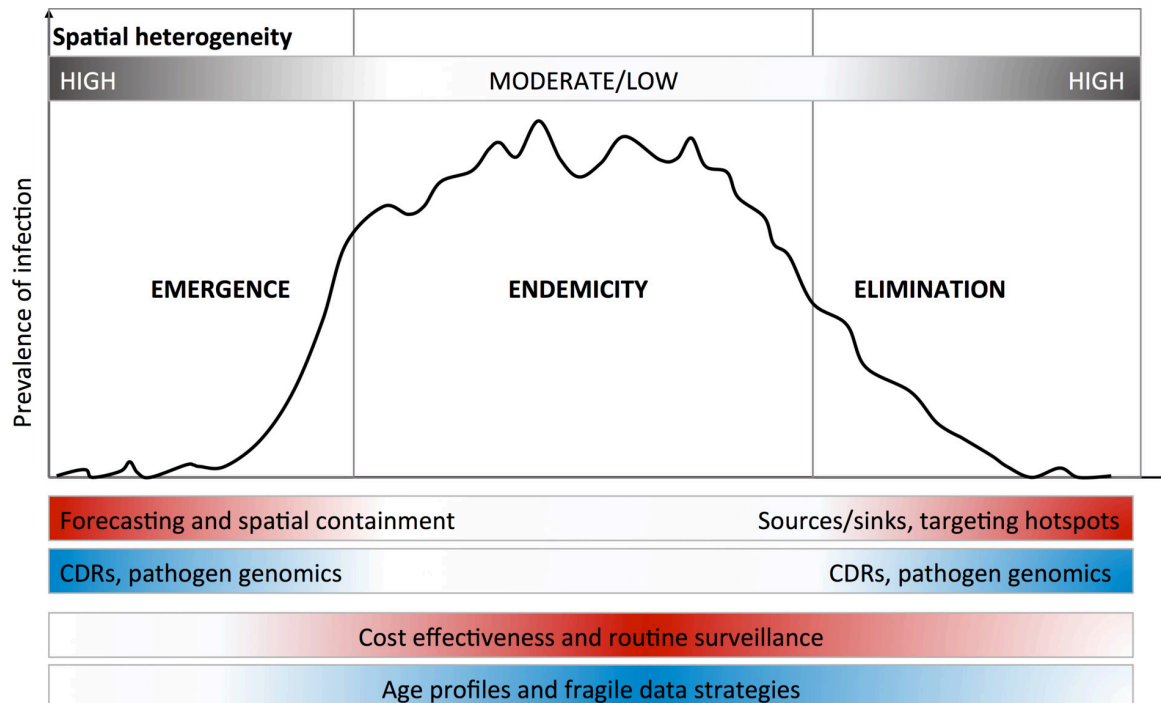 Spatial heterogeneity
HIGH MODERATE/LOW HIGH
Prevalence of infection
EMERGENCE ENDEMICITY ELIMINATION
Forecasting and spatial containment Sources/sinks, targeting hotspots
CDRs, pathogen genomics CDRs, pathogen genomics
Cost effectiveness and routine surveillance
Age profiles and fragile data strategies